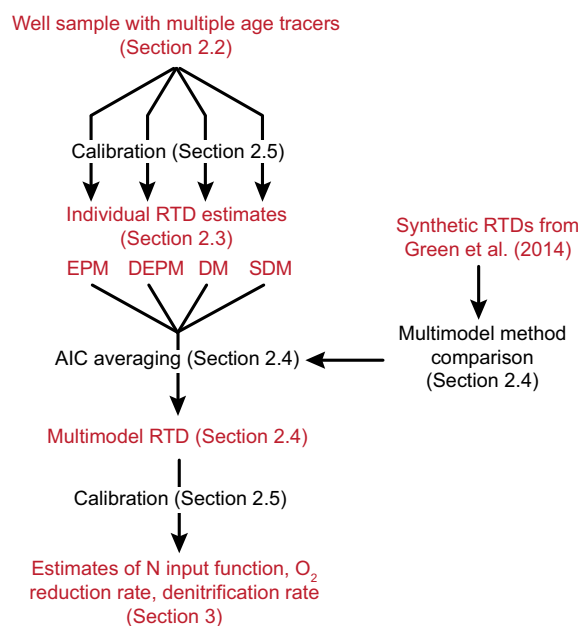 Well sample with multiple age tracers
(Section 2.2)
Calibration (Section 2.5)
Individual RTD estimates
(Section 2.3)
EPM DEPM DM SDM
Synthetic RTDs from
Green et al. (2014)
AIC averaging (Section 2.4)
Multimodel method
comparison
(Section 2.4)
Multimodel RTD (Section 2.4)
Calibration (Section 2.5)
Estimates of N input function, O₂
reduction rate, denitrification rate
(Section 3)